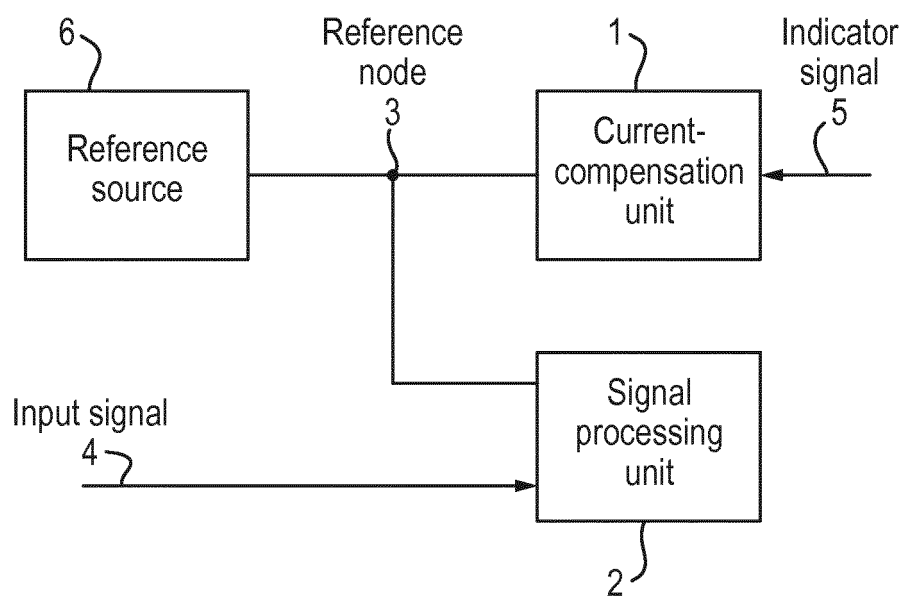 6
Reference
node
3
1
Indicator
signal
5
Reference
source
Current-
compensation
unit
Input signal
4
Signal
processing
unit
2